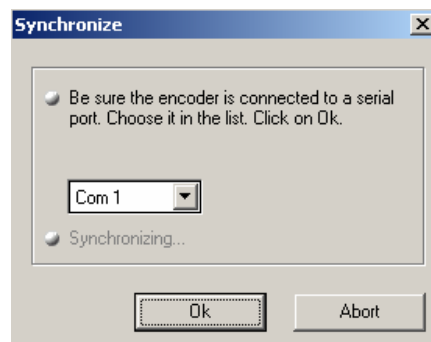 Synchronize
Be sure the encoder is connected to a serial
port. Choose it in the list. Click on Ok.
Com 1
Synchronizing...
Ok Abort